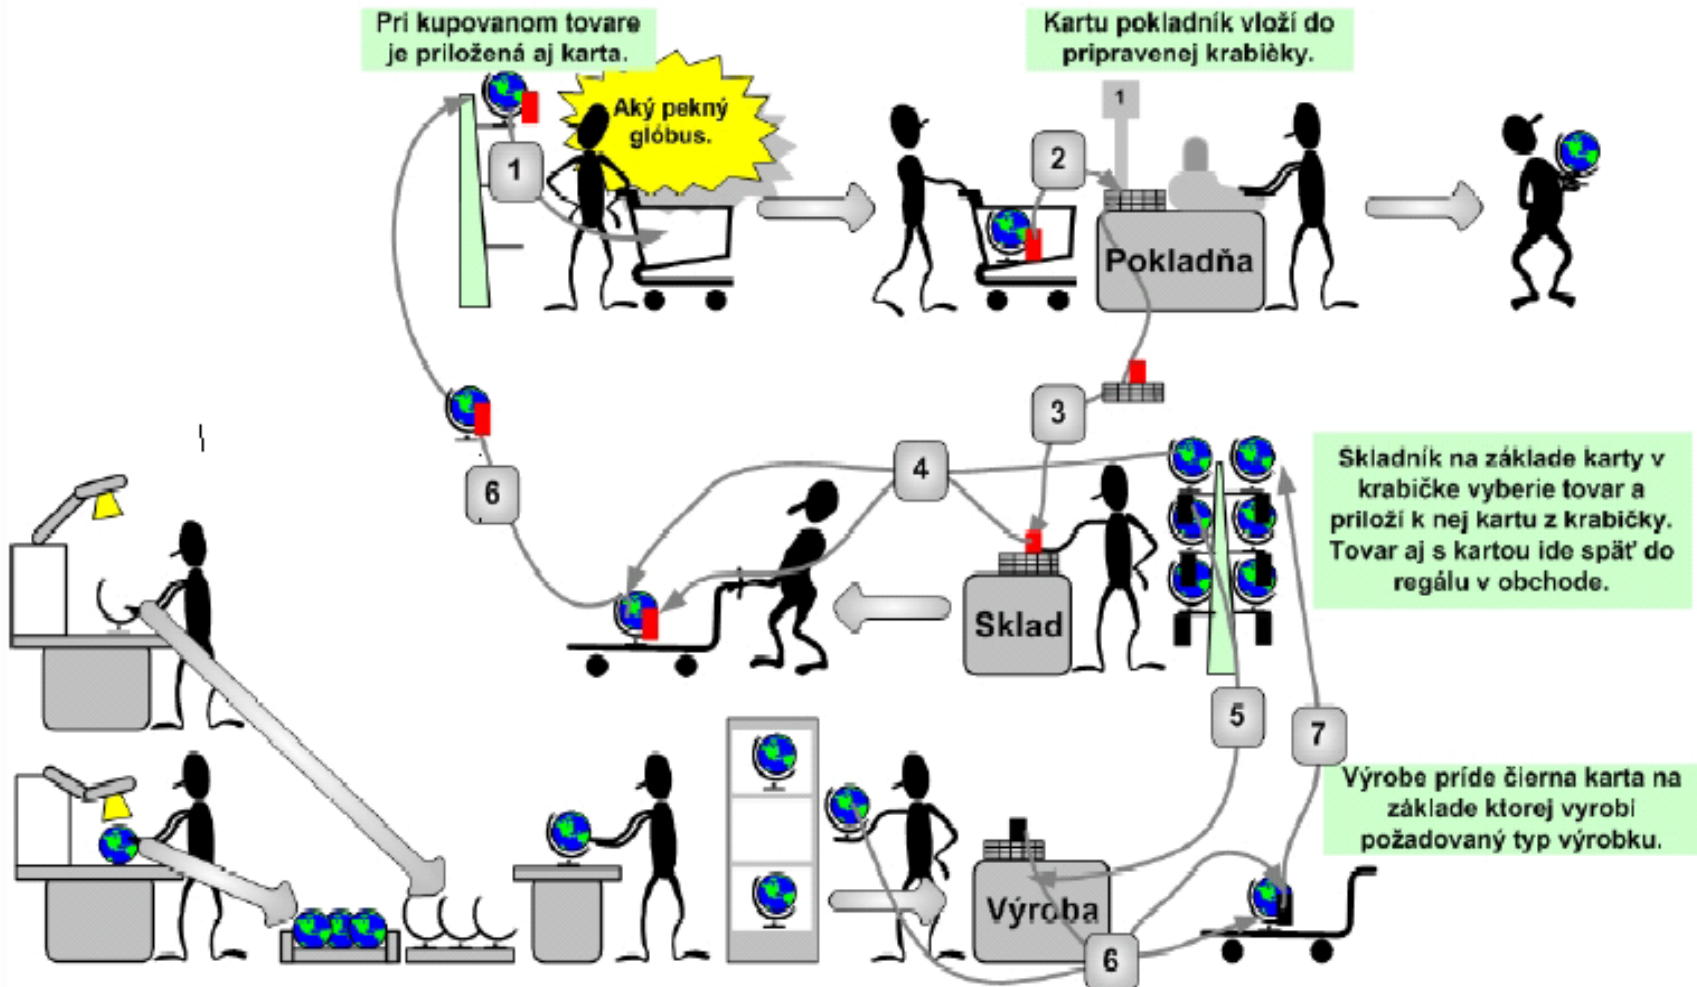 Pri kupovanom tovare
je priložená aj karta.
Kartu pokladník vloží do
pripravenej krabièky.
Aký pekný
glóbus.
1
1
2
Pokladňa
3
4
6
Skladník na základe karty v
krabičke vyberie tovar a
priloží k nej kartu z krabičky.
Tovar aj s kartou ide späť do
regálu v obchode.
Sklad
5
7
Výrobe príde čierna karta na
základe ktorej vyrobí
požadovaný typ výrobku.
Výroba
6